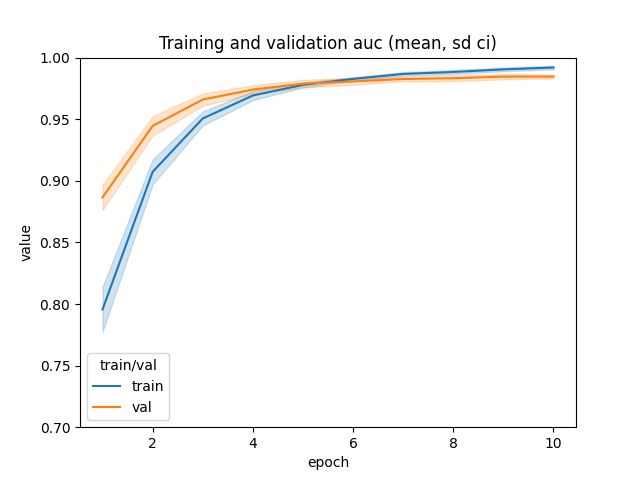 Training and validation auc (mean, sd ci)
1.00
0.95
0.90
0.85
0.80
0.75
0.70
value
train/val
train
val
2
4
6
8
10
epoch